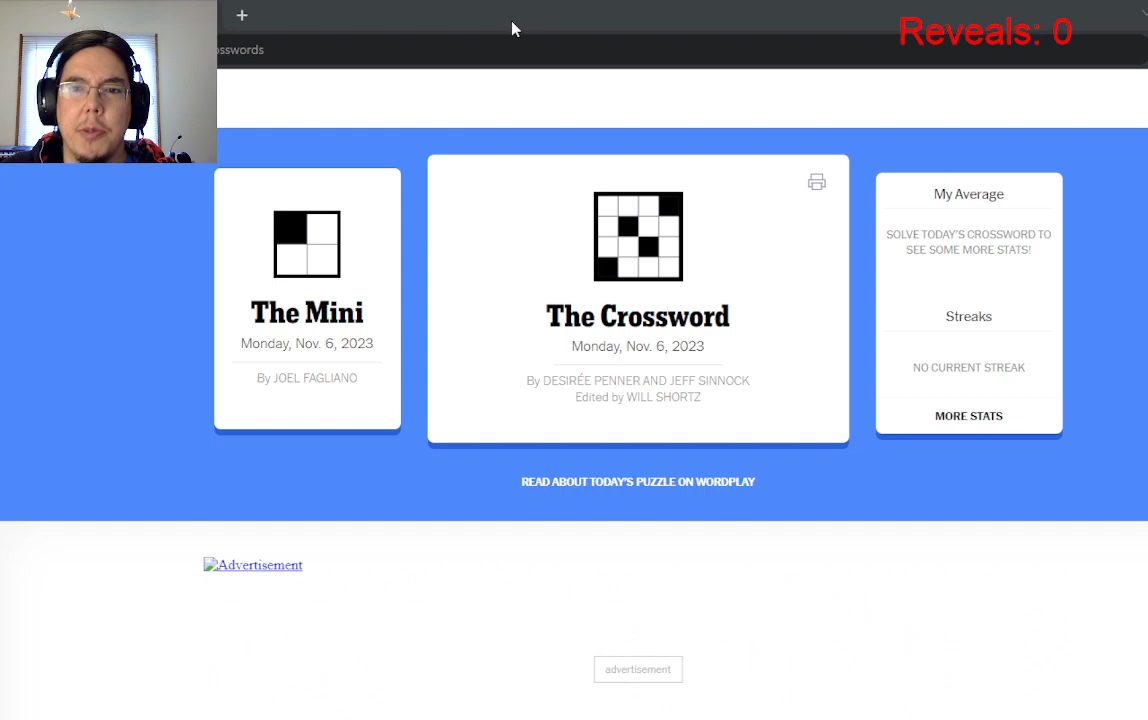 Reveals: 0
osswords
The Mini
Monday, Nov. 6, 2023
By JOEL FAGLIANO
The Crossword
Monday, Nov. 6, 2023
By DESIRÉE PENNER AND JEFF SINNOCK
Edited by WILL SHORTZ
My Average
SOLVE TODAY'S CROSSWORD TO
SEE SOME MORE STATS!
Streaks
NO CURRENT STREAK
MORE STATS
READ ABOUT TODAY'S PUZZLE ON WORDPLAY
Advertisement
advertisement